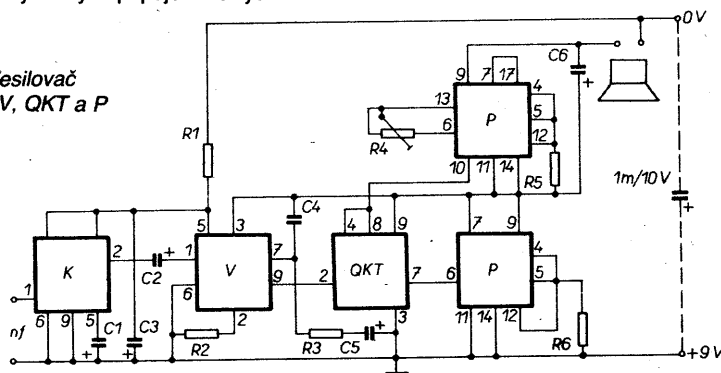 esilovač
V, QKT a P
0V
C6
+
9
7
17
4
13
5
6
P
12
R4
10
11
14
R5
R1
1m/10V
+
C4
5
3
4
8
9
7
9
K
2
C2
+
1
V
7
2
QKT
7
6
P
4
5
1
6
9
2
3
12
11
14
nf
6
9
5
C1
+
C3
+
R2
R3
C5
+
R6
+9V